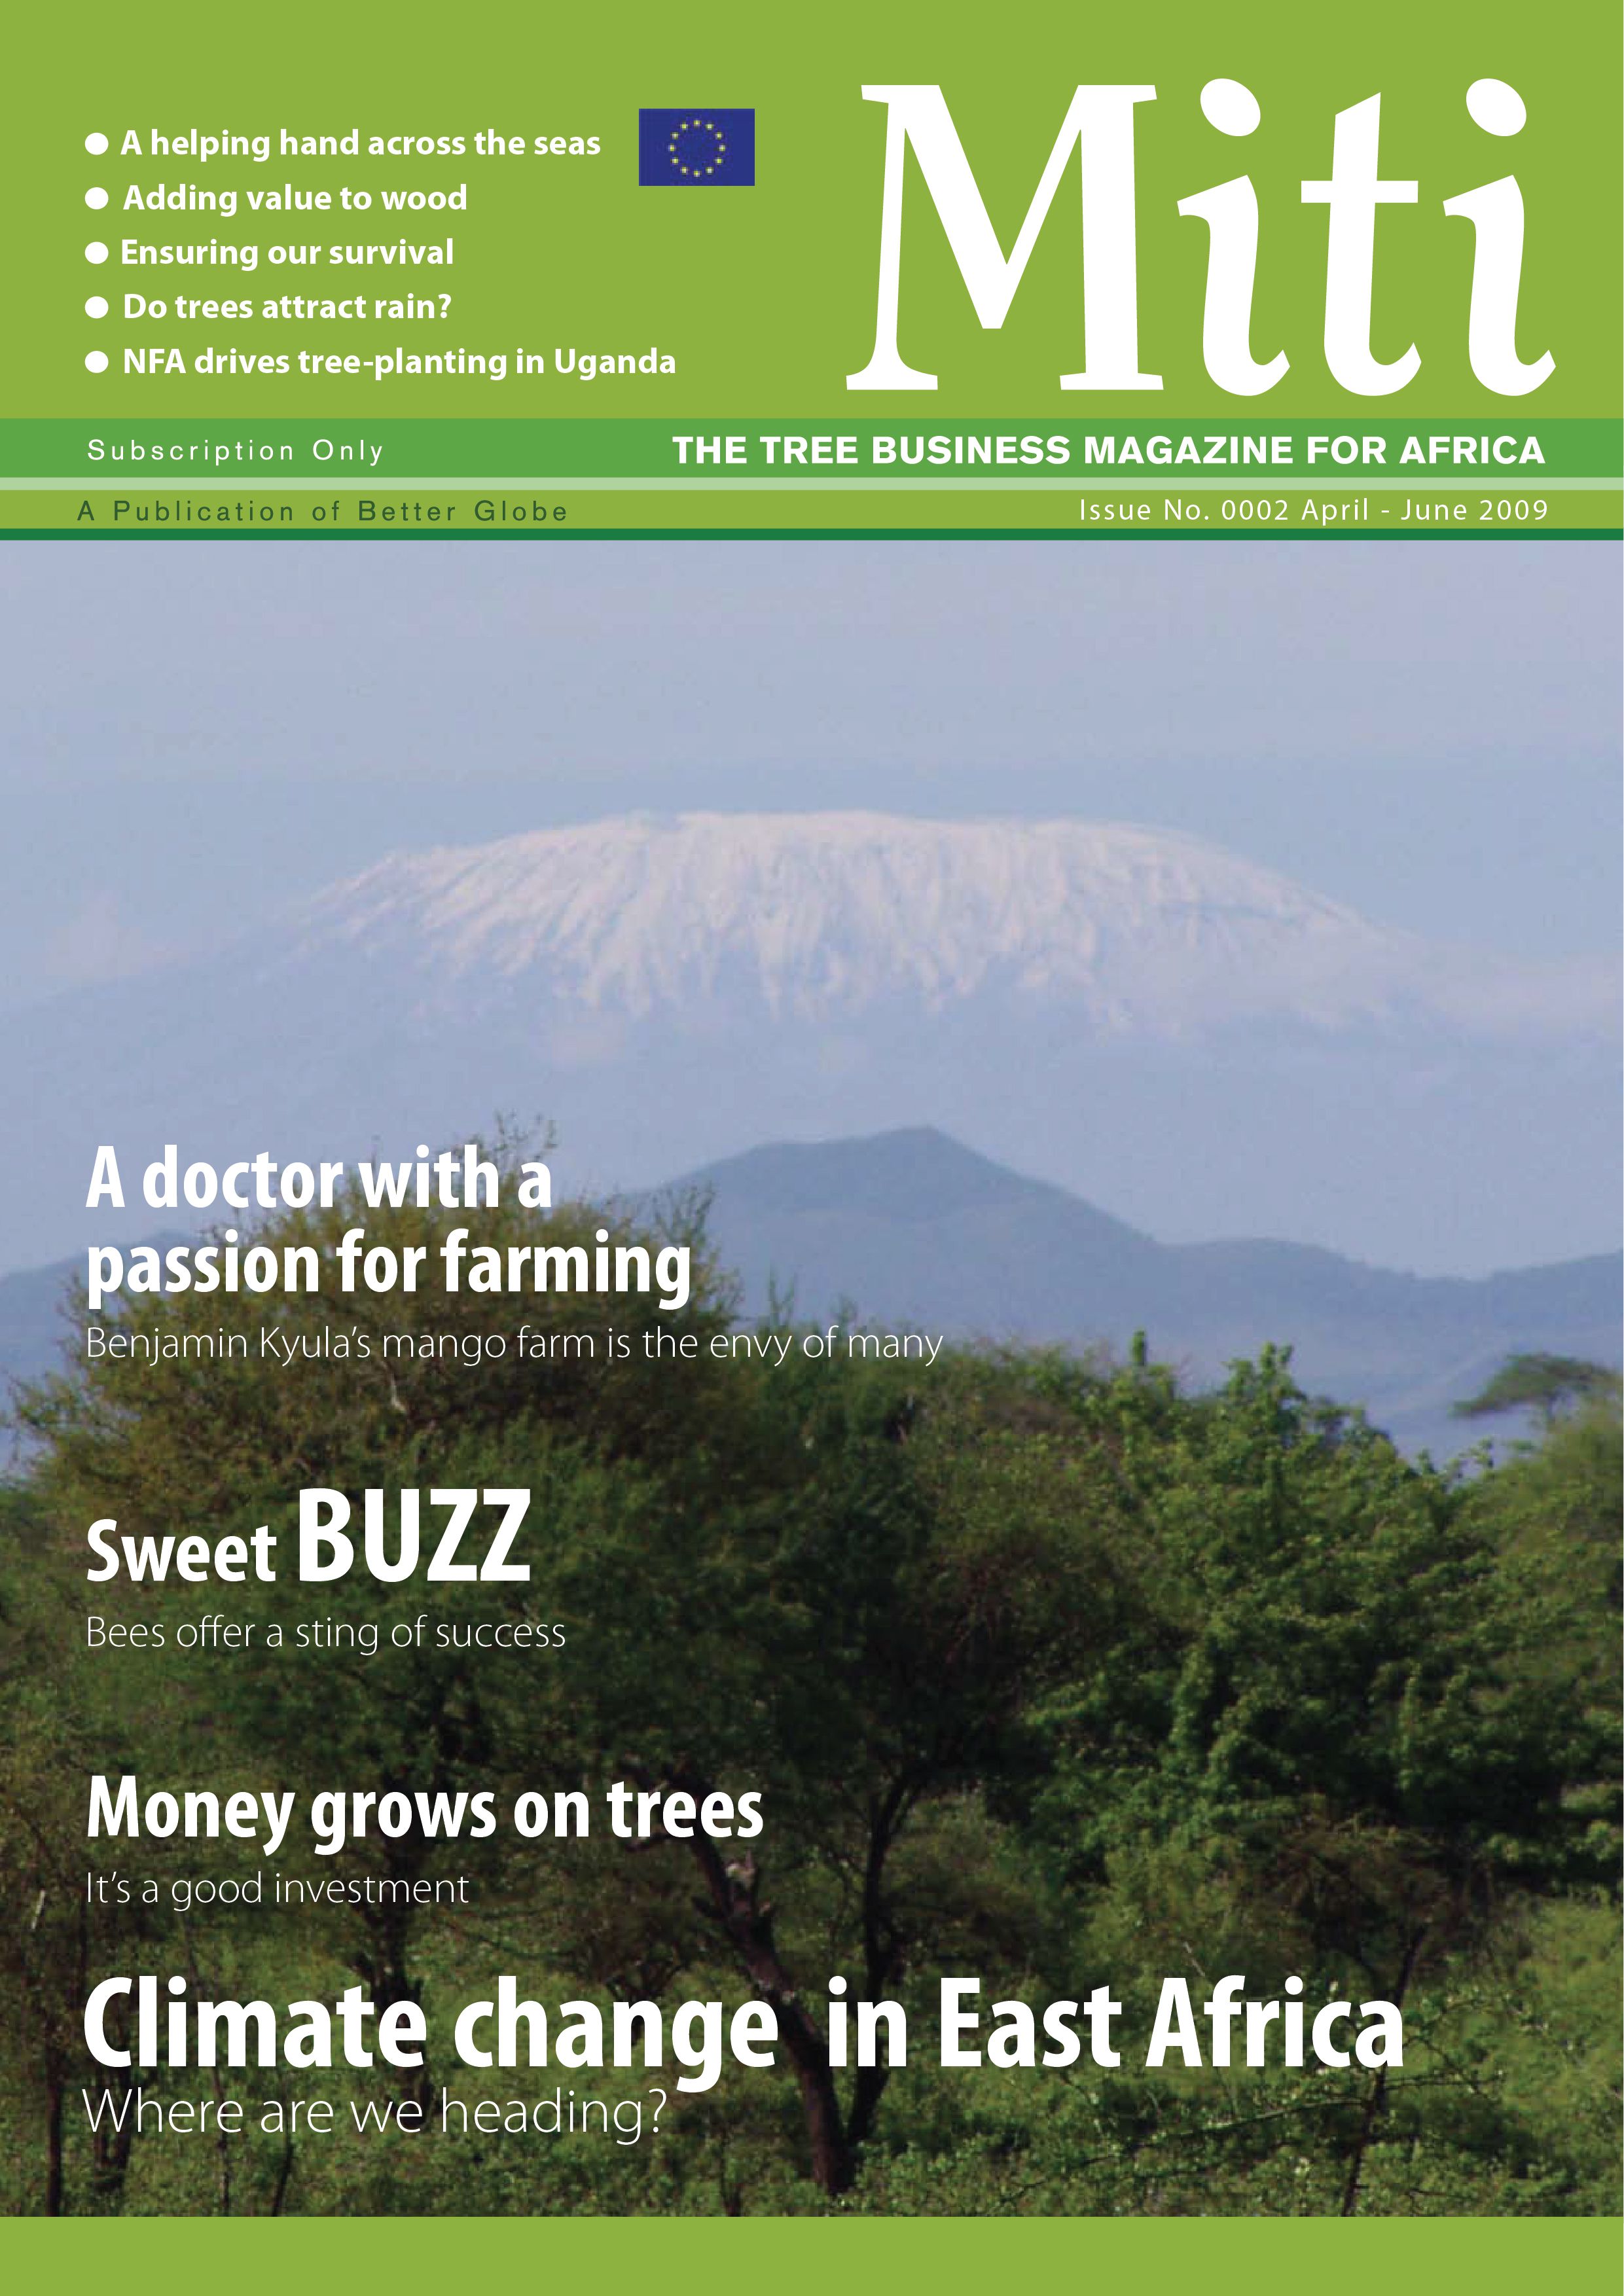 ● A helping hand across the seas
● Adding value to wood
● Ensuring our survival
● Do trees attract rain?
● NFA drives tree-planting in Uganda
Miti
Subscription Only
THE TREE BUSINESS MAGAZINE FOR AFRICA
A Publication of Better Globe
Issue No. 0002 April - June 2009
A doctor with a
passion for farming
Benjamin Kyula’s mango farm is the envy of many
Sweet BUZZ
Bees offer a sting of success
Money grows on trees
It’s a good investment
Climate change in East Africa
Where are we heading?